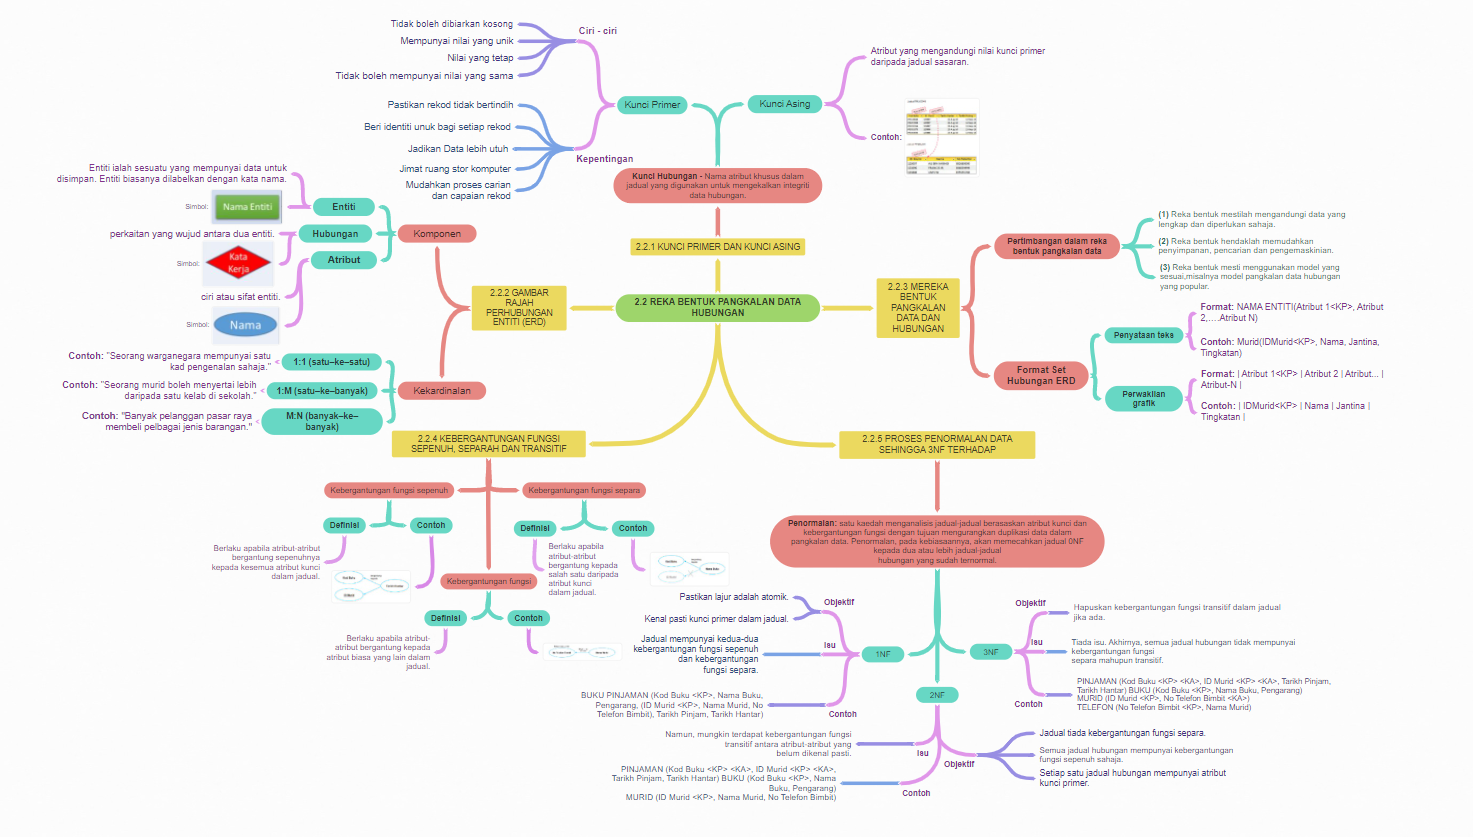 Tidak boleh dibiarkan kosong
Mempunyai nilai yang unik
Nilai yang tetap
Tidak boleh mempunyai nilai yang sama
Ciri - ciri
Pastikan rekod tidak bertindih
Beri identiti unuk bagi setiap rekod
Jadikan Data lebih utuh
Jimat ruang stor komputer
Mudahkan proses carian
dan capaian rekod
Kepentingan
Kunci Primer
Kunci Asing
Atribut yang mengandungi nilai kunci primer
daripada jadual sasaran.
Contoh:
Kunci Hubungan - Nama atribut khusus dalam
jadual yang digunakan untuk mengekalkan integriti
data hubungan.
2.2.1 KUNCI PRIMER DAN KUNCI ASING
2.2 REKA BENTUK PANGKALAN DATA
HUBUNGAN
Entiti ialah sesuatu yang mempunyai data untuk
disimpan. Entiti biasanya dilabelkan dengan kata nama.
Simbol:
Nama Entiti
Entiti
perkaitan yang wujud antara dua entiti.
Hubungan
Simbol:
Kata
Kerja
Atribut
ciri atau sifat entiti.
Simbol:
Nama
Komponen
2.2.2 GAMBAR
RAJAH
PERHUBUNGAN
ENTITI (ERD)
Contoh: "Seorang warganegara mempunyai satu
kad pengenalan sahaja."
1:1 (satu–ke–satu)
Contoh: "Seorang murid boleh menyertai lebih
daripada satu kelab di sekolah."
1:M (satu–ke–banyak)
Contoh: "Banyak pelanggan pasar raya
membeli pelbagai jenis barangan."
M:N (banyak–ke–
banyak)
Kekardinalan
2.2.3 MEREKA
BENTUK
PANGKALAN
DATA DAN
HUBUNGAN
Pertimbangan dalam reka
bentuk pangkalan data
(1) Reka bentuk mestilah mengandungi data yang
lengkap dan diperlukan sahaja.
(2) Reka bentuk hendaklah memudahkan
penyimpanan, pencarian dan pengemaskinian.
(3) Reka bentuk mesti menggunakan model yang
sesuai,misalnya model pangkalan data hubungan
yang popular.
Format Set
Hubungan ERD
Penyataan teks
Format: NAMA ENTITI(Atribut 1<KP>, Atribut
2,....Atribut N)
Contoh: Murid(IDMurid<KP>, Nama, Jantina,
Tingkatan)
Perwakilan
grafik
Format: | Atribut 1<KP> | Atribut 2 | Atribut... |
Atribut-N |
Contoh: | IDMurid<KP> | Nama | Jantina |
Tingkatan |
2.2.4 KEBERGANTUNGAN FUNGSI
SEPENUH, SEPARAH DAN TRANSITIF
Kebergantungan fungsi sepenuh
Definisi
Contoh
Berlaku apabila atribut-atribut
bergantung sepenuhnya
kepada kesemua atribut kunci
dalam jadual.
Kebergantungan fungsi separa
Definisi
Contoh
Berlaku apabila
atribut-atribut
bergantung kepada
salah satu daripada
atribut kunci
dalam jadual.
Kebergantungan fungsi
Definisi
Contoh
Berlaku apabila atribut-
atribut bergantung kepada
atribut biasa yang lain dalam
jadual.
2.2.5 PROSES PENORMALAN DATA
SEHINGGA 3NF TERHADAP
Penormalan: satu kaedah menganalisis jadual-jadual berasaskan atribut kunci dan
kebergantungan fungsi dengan tujuan mengurangkan duplikasi data dalam
pangkalan data. Penormalan, pada kebiasaannya, akan memecahkan jadual 0NF
kepada dua atau lebih jadual-jadual
hubungan yang sudah ternormal.
1NF
Objektif
Pastikan lajur adalah atomik.
Kenal pasti kunci primer dalam jadual.
Isu
Jadual mempunyai kedua-dua
kebergantungan fungsi sepenuh
dan kebergantungan
fungsi separa.
Contoh
BUKU PINJAMAN (Kod Buku <KP>, Nama Buku,
Pengarang, (ID Murid <KP>, Nama Murid, No
Telefon Bimbit), Tarikh Pinjam, Tarikh Hantar)
3NF
Objektif
Hapuskan kebergantungan fungsi transitif dalam jadual
jika ada.
Isu
Tiada isu. Akhirnya, semua jadual hubungan tidak mempunyai
kebergantungan fungsi
separa mahupun transitif.
Contoh
PINJAMAN (Kod Buku <KP> <KA>, ID Murid <KP> <KA>, Tarikh Pinjam,
Tarikh Hantar) BUKU (Kod Buku <KP>, Nama Buku, Pengarang)
MURID (ID Murid <KP>, No Telefon Bimbit <KA>)
TELEFON (No Telefon Bimbit <KP>, Nama Murid)
2NF
Isu
Namun, mungkin terdapat kebergantungan fungsi
transitif antara atribut-atribut yang
belum dikenal pasti.
Objektif
Jadual tiada kebergantungan fungsi separa.
Semua jadual hubungan mempunyai kebergantungan
fungsi sepenuh sahaja.
Setiap satu jadual hubungan mempunyai atribut
kunci primer.
Contoh
PINJAMAN (Kod Buku <KP> <KA>, ID Murid <KP> <KA>,
Tarikh Pinjam, Tarikh Hantar) BUKU (Kod Buku <KP>, Nama
Buku, Pengarang)
MURID (ID Murid <KP>, Nama Murid, No Telefon Bimbit)